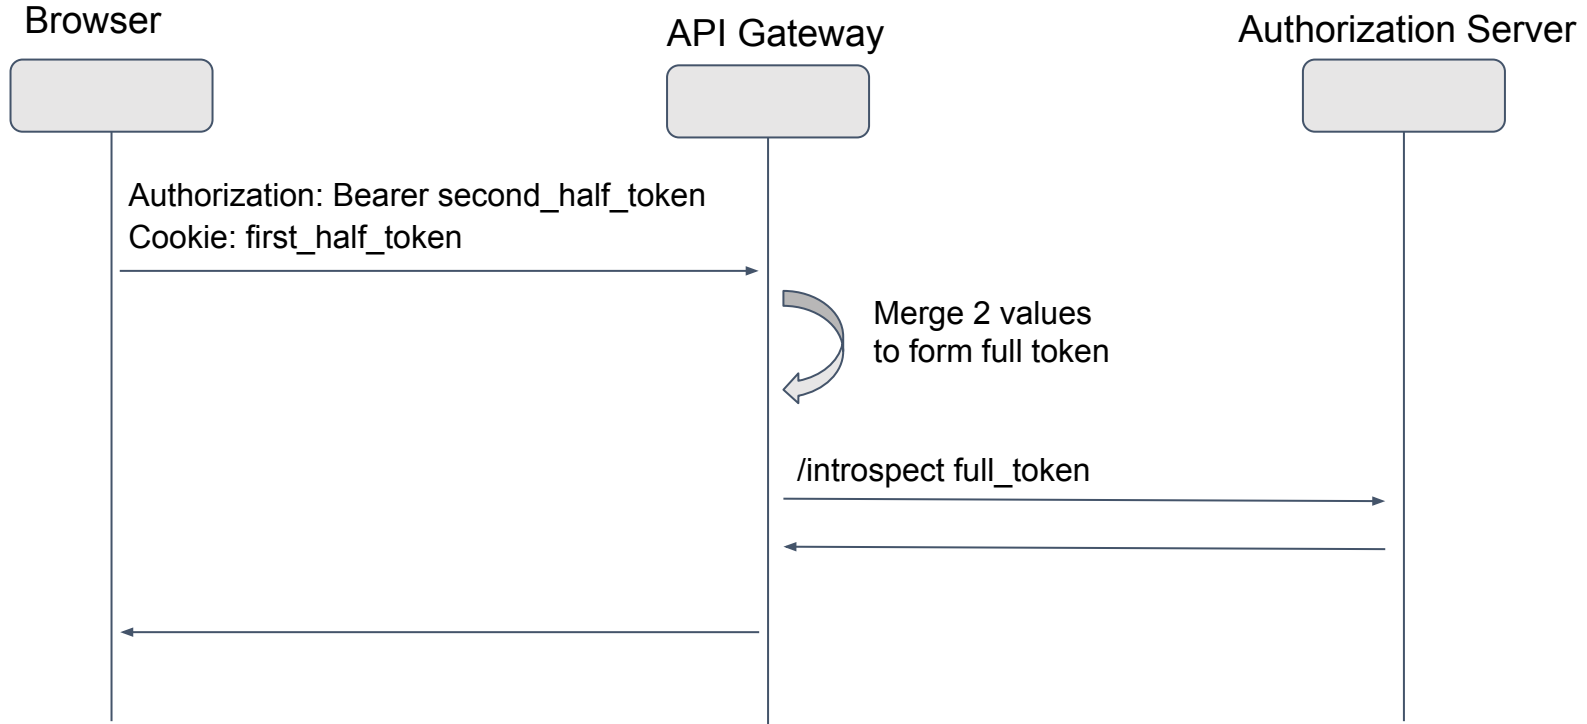 Browser
API Gateway
Authorization Server
Authorization: Bearer second_half_token
Cookie: first_half_token
Merge 2 values
to form full token
/introspect full_token